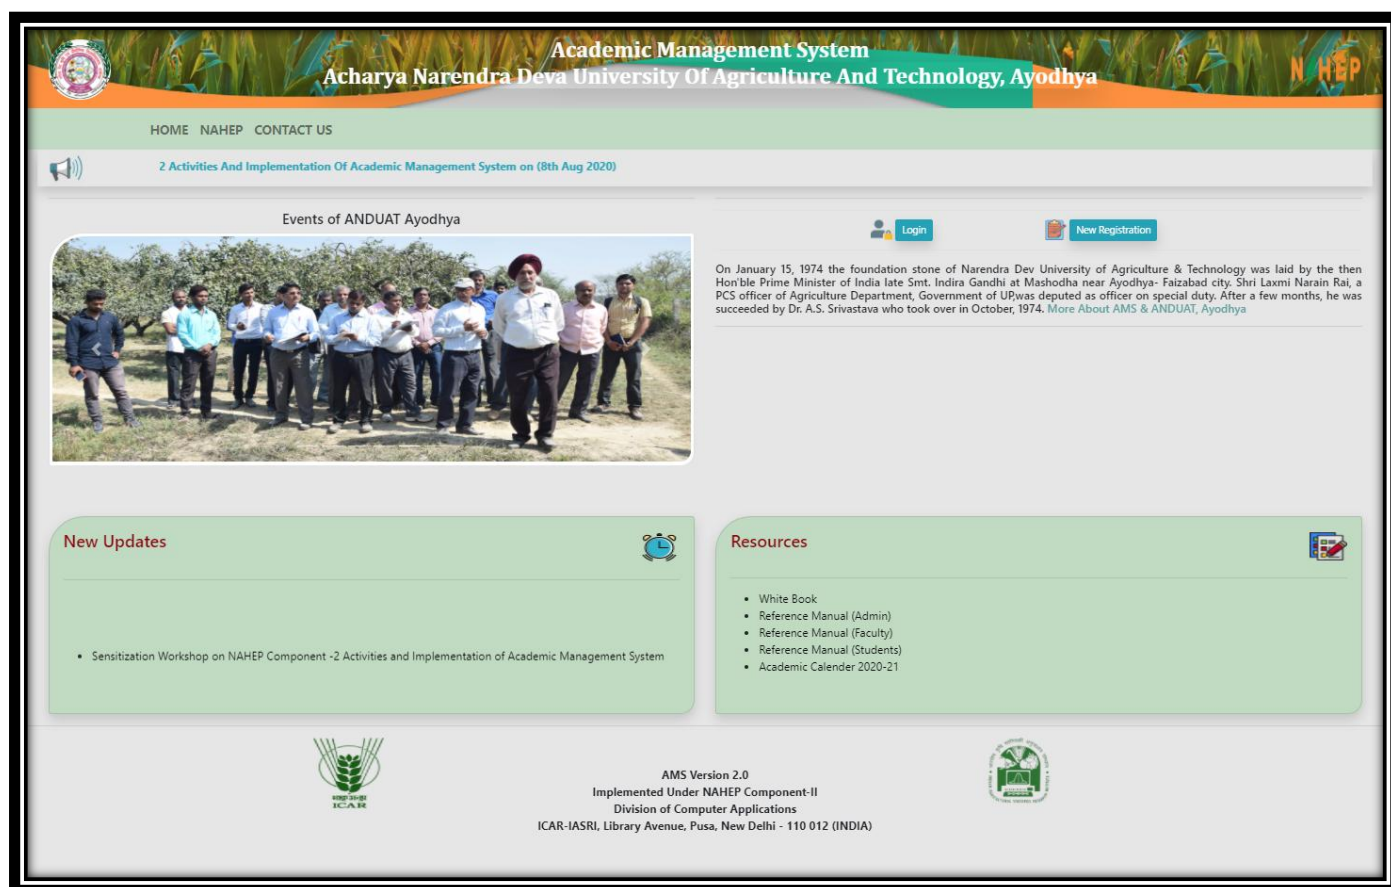 Academic Management System
Acharya Narendra Deva University Of Agriculture And Technology, Ayodhya
NAHEP
HOME NAHEP CONTACT US
2 Activities And Implementation Of Academic Management System on (8th Aug 2020)
Events of ANDUAT Ayodhya
Login
New Registration
On January 15, 1974 the foundation stone of Narendra Dev University of Agriculture & Technology was laid by the then
Hon'ble Prime Minister of India late Smt. Indira Gandhi at Mashodha near Ayodhya- Faizabad city. Shri Laxmi Narain Rai, a
PCS officer of Agriculture Department, Government of UP,was deputed as officer on special duty. After a few months, he was
succeeded by Dr. A.S. Srivastava who took over in October, 1974. More About AMS & ANDUAT, Ayodhya
New Updates
Sensitization Workshop on NAHEP Component -2 Activities and Implementation of Academic Management System
Resources
White Book
Reference Manual (Admin)
Reference Manual (Faculty)
Reference Manual (Students)
Academic Calender 2020-21
ICAR
AMS Version 2.0
Implemented Under NAHEP Component-II
Division of Computer Applications
ICAR-IASRI, Library Avenue, Pusa, New Delhi - 110 012 (INDIA)